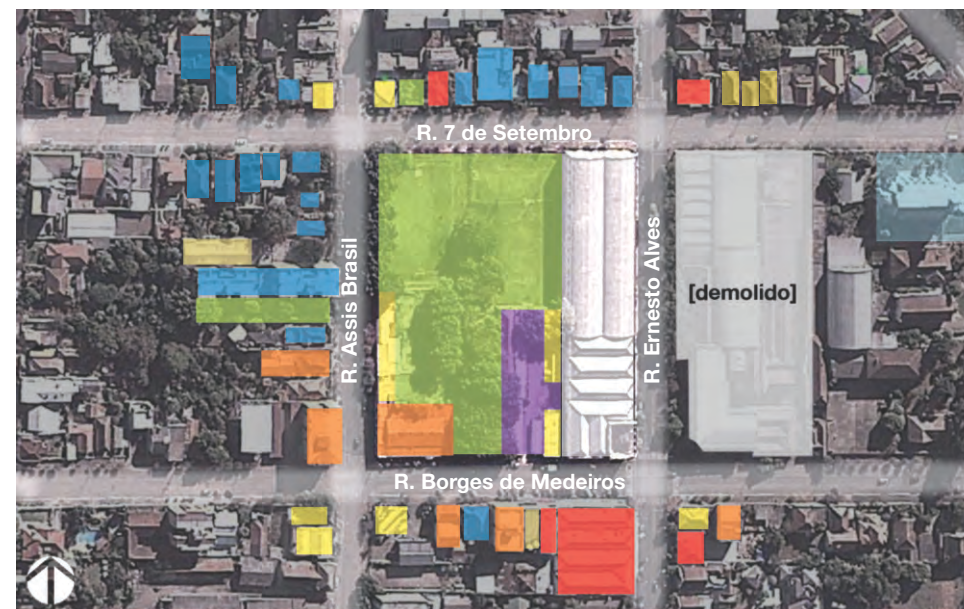 R. 7 de Setembro
R. Assis Brasil
R. Ernesto Alves
[demolido]
R. Borges de Medeiros